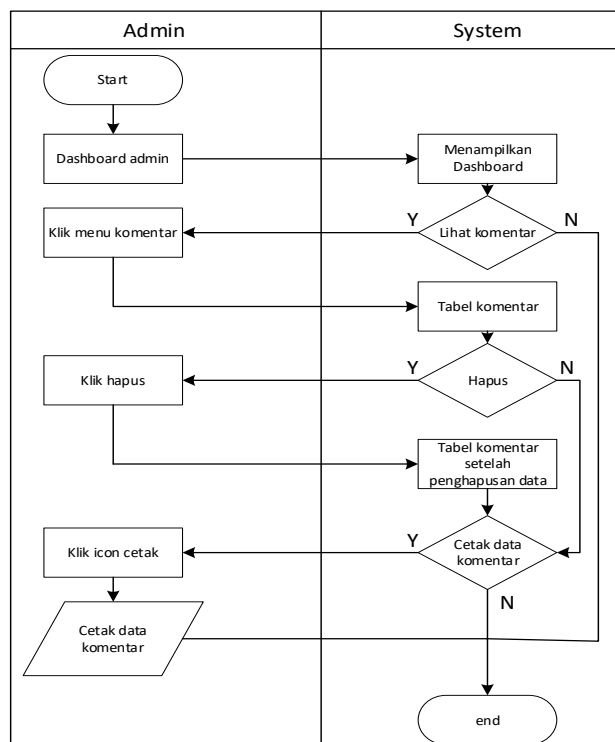 Admin
System
Start
Dashboard admin
Menampilkan
Dashboard
Klik menu komentar
Y
Lihat komentar
N
Tabel komentar
Klik hapus
Y
Hapus
N
Tabel komentar
setelah
penghapusan data
Klik icon cetak
Y
Cetak data
komentar
N
Cetak data
komentar
end